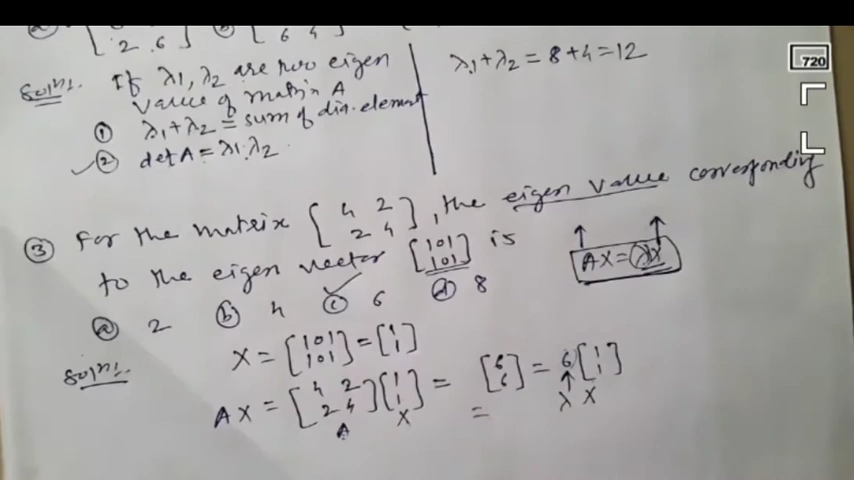 [ 2 6 ] (b) [ 6 4 ]
Soln:. If λ1, λ2 are two eigen
value of matrix A
① λ1+λ2 = sum of dia. element
② det A = λ1.λ2
λ1+λ2 = 8+4=12
720
③ For the matrix [ 4 2
2 4 ], the eigen value corresponding
to the eigen vector [ 101
101 ] is
AX = λX
(a) 2 (b) 4 (c) 6 (d) 8
Soln:. X = [ 101
101 ] = [ 1
1 ]
AX = [ 4 2
2 4 ] [ 1
1 ] = [ 6
6 ] = 6 [ 1
1 ]
A X = λ X